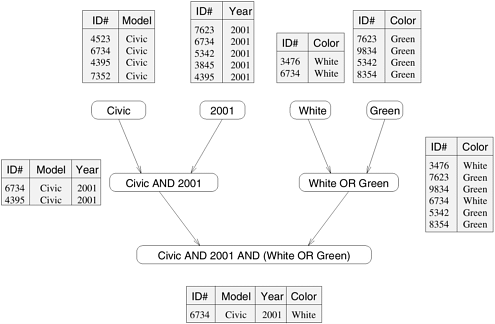 ID# Model
4523 Civic
6734 Civic
4395 Civic
7352 Civic
ID# Year
7623 2001
6734 2001
5342 2001
3845 2001
4395 2001
ID# Color
3476 White
6734 White
ID# Color
7623 Green
9834 Green
5342 Green
8354 Green
Civic
2001
White
Green
ID# Model Year
6734 Civic 2001
4395 Civic 2001
Civic AND 2001
White OR Green
ID# Color
3476 White
7623 Green
9834 Green
6734 White
5342 Green
8354 Green
Civic AND 2001 AND (White OR Green)
ID# Model Year Color
6734 Civic 2001 White